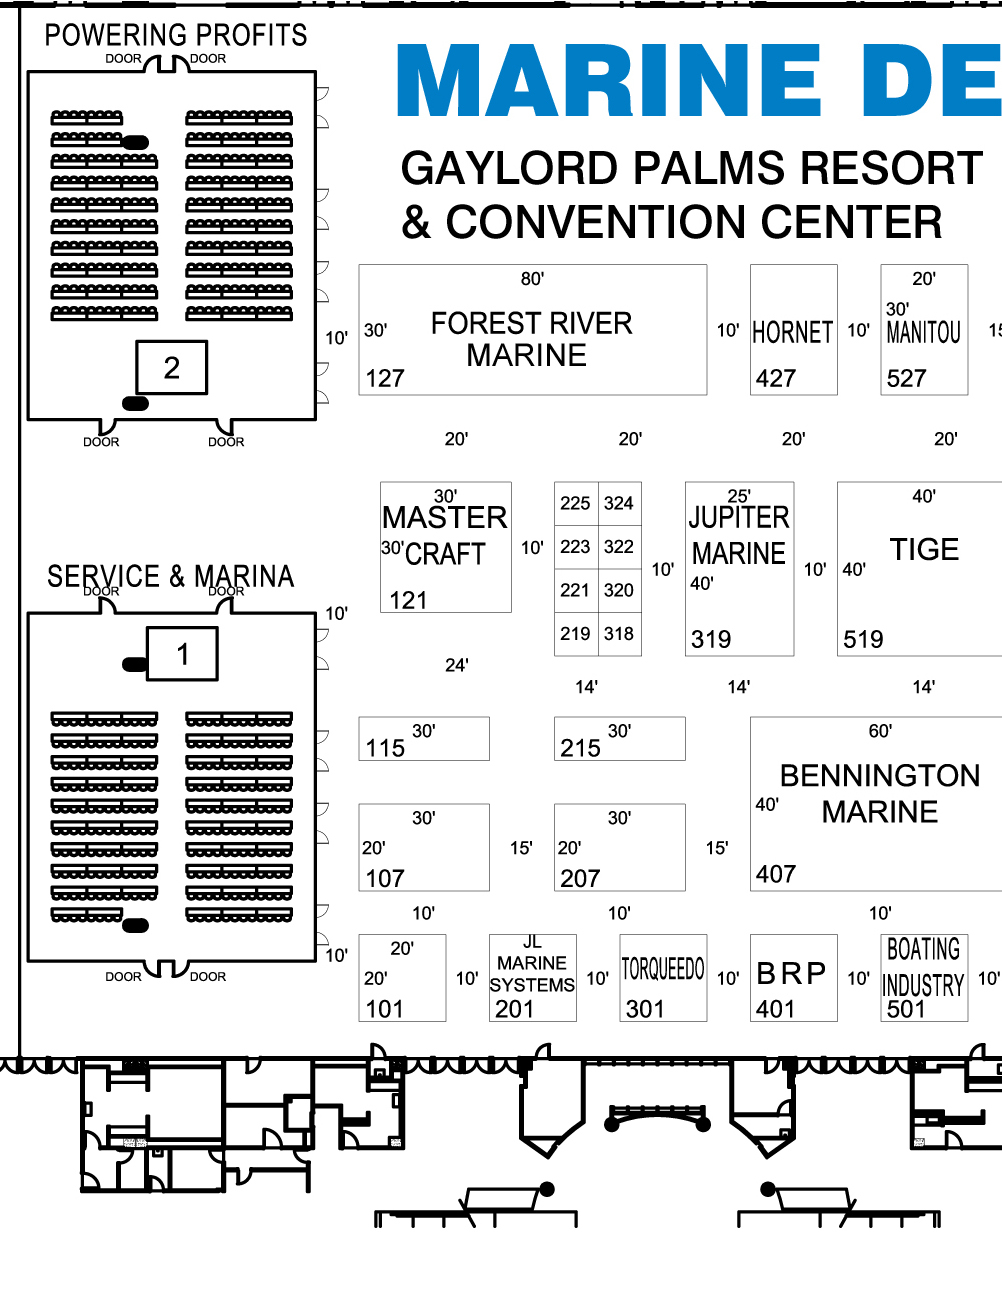 POWERING PROFITS
DOOR DOOR
MARINE DE
GAYLORD PALMS RESORT
& CONVENTION CENTER
80'
30'
FOREST RIVER
MARINE
127
10'
10'
HORNET
427
10'
20'
30'
MANITOU
527
15
2
DOOR DOOR
20' 20' 20' 20'
30'
MASTER
30' CRAFT
121
10'
225 324
223 322
221 320
219 318
10'
25'
JUPITER
MARINE
40'
319
10'
40'
TIGE
40'
519
SERVICE & MARINA
DOOR DOOR
10'
1
24'
14' 14' 14'
30'
115
30'
215
60'
BENNINGTON
MARINE
40'
407
30'
20'
107
15'
30'
20'
207
15'
10' 10' 10'
10'
20'
20'
101
10'
JL
MARINE
SYSTEMS
201
10'
TORQUEEDO
301
10'
BRP
401
10'
BOATING
INDUSTRY
501
10'
DOOR DOOR